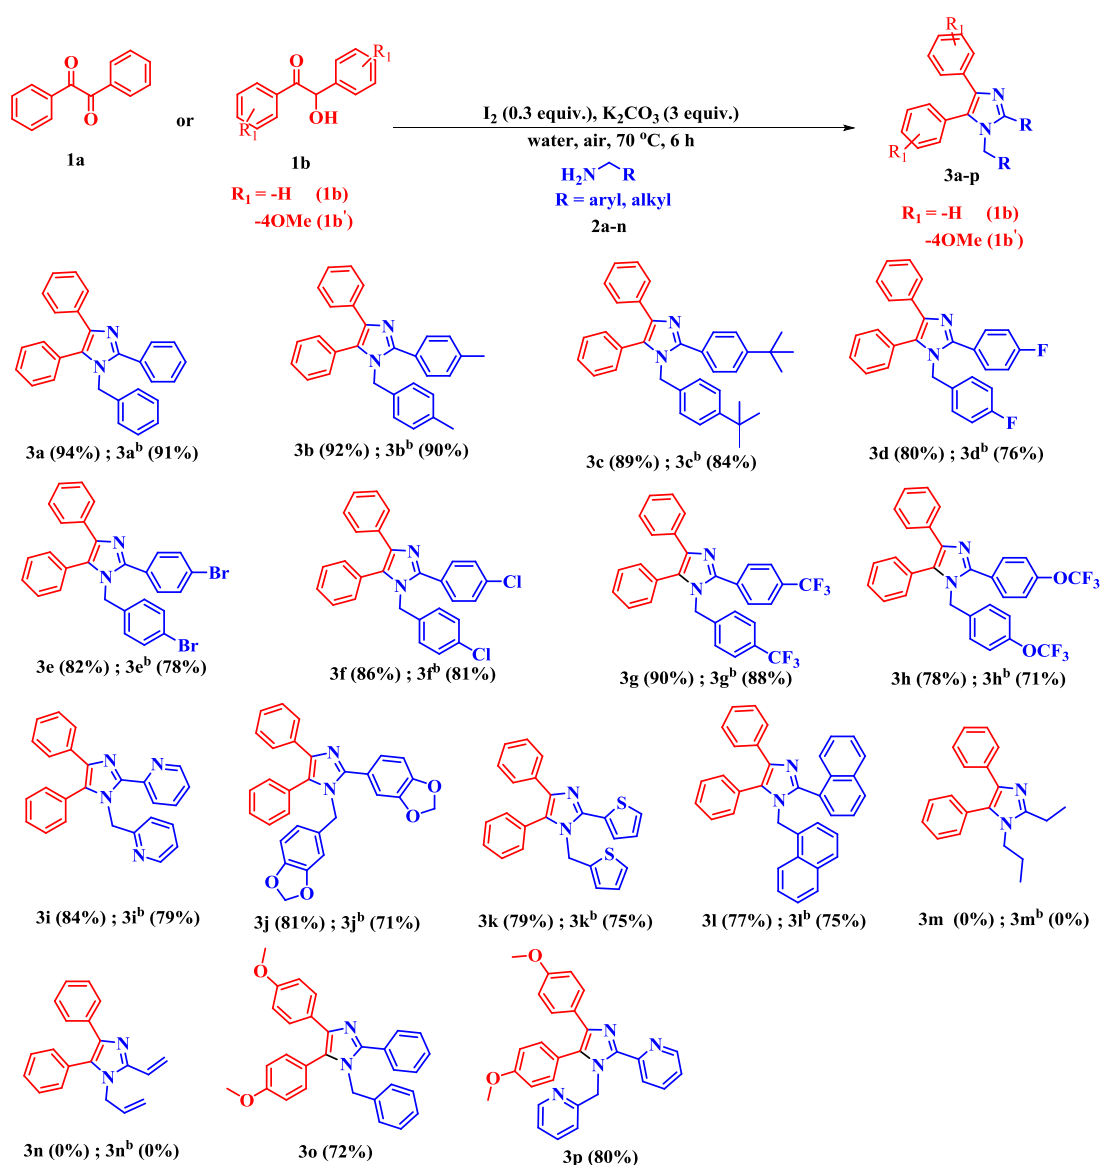 O
O
1a
or
O
OH
R₁
R₁
1b
R₁ = -H (1b)
-4OMe (1b')
I₂ (0.3 equiv.), K₂CO₃ (3 equiv.)
water, air, 70 °C, 6 h
H₂N R
R = aryl, alkyl
2a-n
R₁
R₁
N
N
R
R
3a-p
R₁ = -H (1b)
-4OMe (1b')
N
N
3a (94%) ; 3aᵇ (91%)
N
N
3b (92%) ; 3bᵇ (90%)
N
N
3c (89%) ; 3cᵇ (84%)
N
N
F
F
3d (80%) ; 3dᵇ (76%)
N
N
Br
Br
3e (82%) ; 3eᵇ (78%)
N
N
Cl
Cl
3f (86%) ; 3fᵇ (81%)
N
N
CF₃
CF₃
3g (90%) ; 3gᵇ (88%)
N
N
OCF₃
OCF₃
3h (78%) ; 3hᵇ (71%)
N
N
N
N
3i (84%) ; 3iᵇ (79%)
N
N
O
O
O
O
3j (81%) ; 3jᵇ (71%)
N
N
S
S
3k (79%) ; 3kᵇ (75%)
N
N
3l (77%) ; 3lᵇ (75%)
N
N
3m (0%) ; 3mᵇ (0%)
N
N
3n (0%) ; 3nᵇ (0%)
O
O
N
N
3o (72%)
O
O
N
N
N
N
3p (80%)